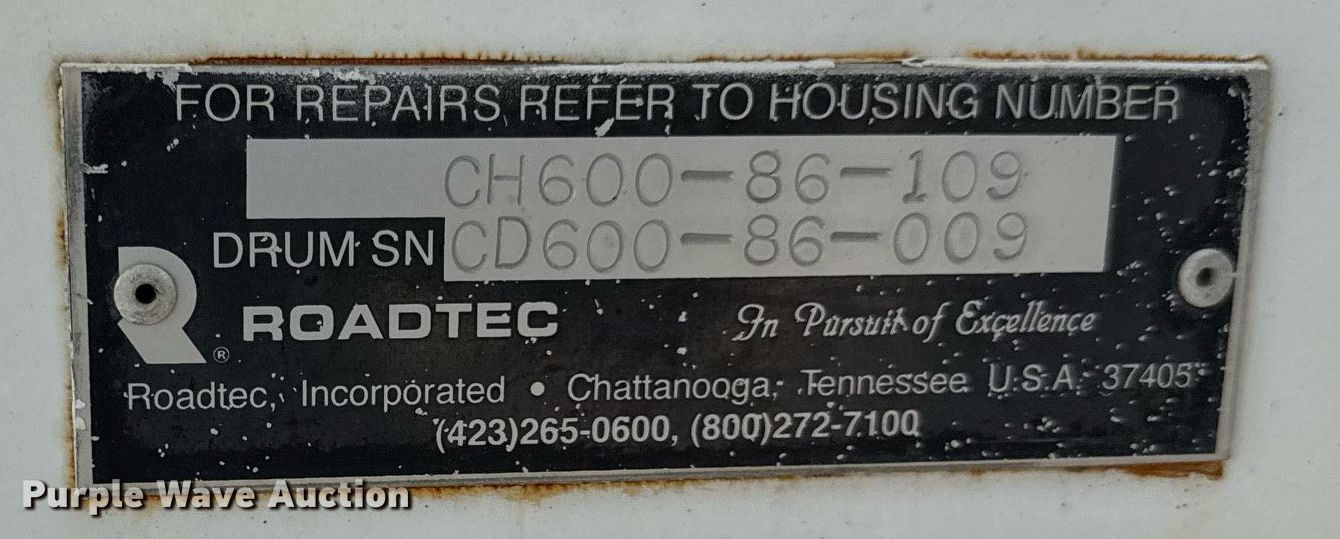 FOR REPAIRS REFER TO HOUSING NUMBER
CH600-86-109
DRUM SN CD600-86-009
R
®
ROADTEC
In Pursuit of Excellence
Roadtec, Incorporated • Chattanooga, Tennessee U.S.A. 37405
(423)265-0600, (800)272-7100
Purple Wave Auction